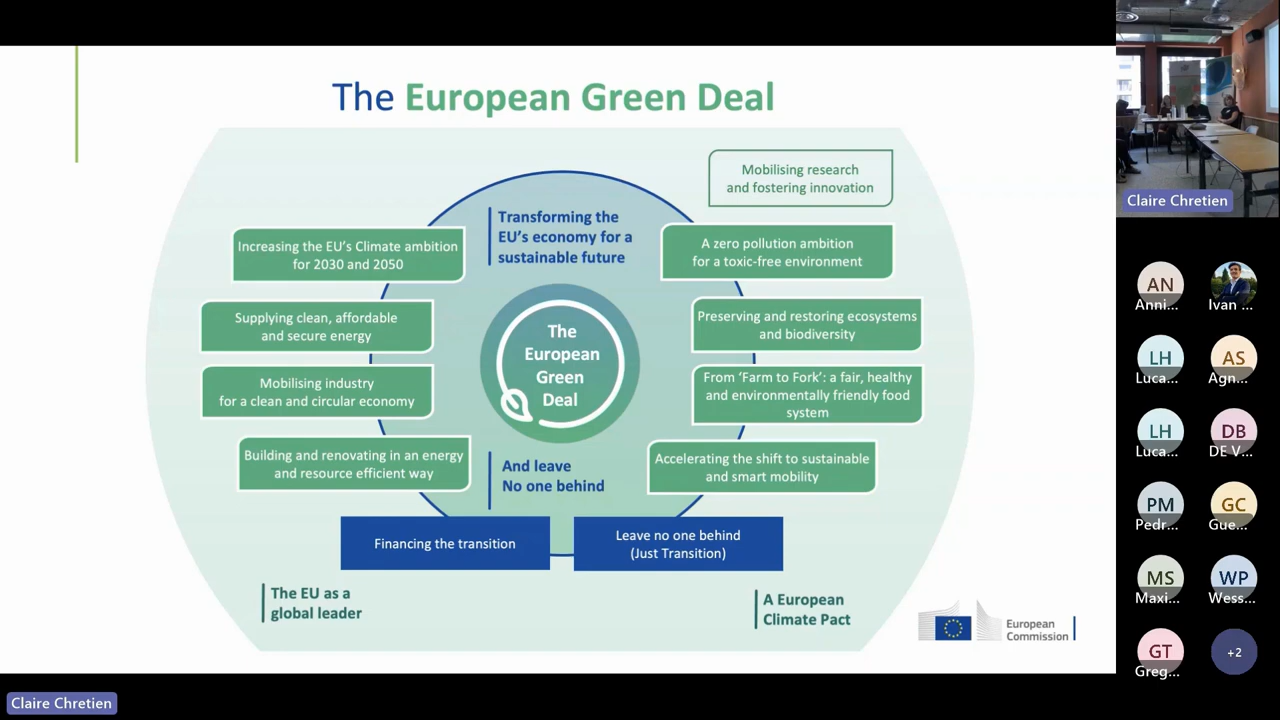 The European Green Deal
Mobilising research
and fostering innovation
Transforming the
EU's economy for a
sustainable future
Increasing the EU's Climate ambition
for 2030 and 2050
A zero pollution ambition
for a toxic-free environment
Supplying clean, affordable
and secure energy
Preserving and restoring ecosystems
and biodiversity
The
European
Green
Deal
Mobilising industry
for a clean and circular economy
From 'Farm to Fork': a fair, healthy
and environmentally friendly food
system
Building and renovating in an energy
and resource efficient way
And leave
No one behind
Accelerating the shift to sustainable
and smart mobility
Financing the transition
Leave no one behind
(Just Transition)
The EU as a
global leader
A European
Climate Pact
European
Commission
Claire Chretien
Claire Chretien
AN
Anni...
Ivan ...
LH
Luca...
AS
Agn...
LH
Luca...
DB
DE V...
PM
Pedr...
GC
Gue...
MS
Maxi...
WP
Wess...
GT
Greg...
+2